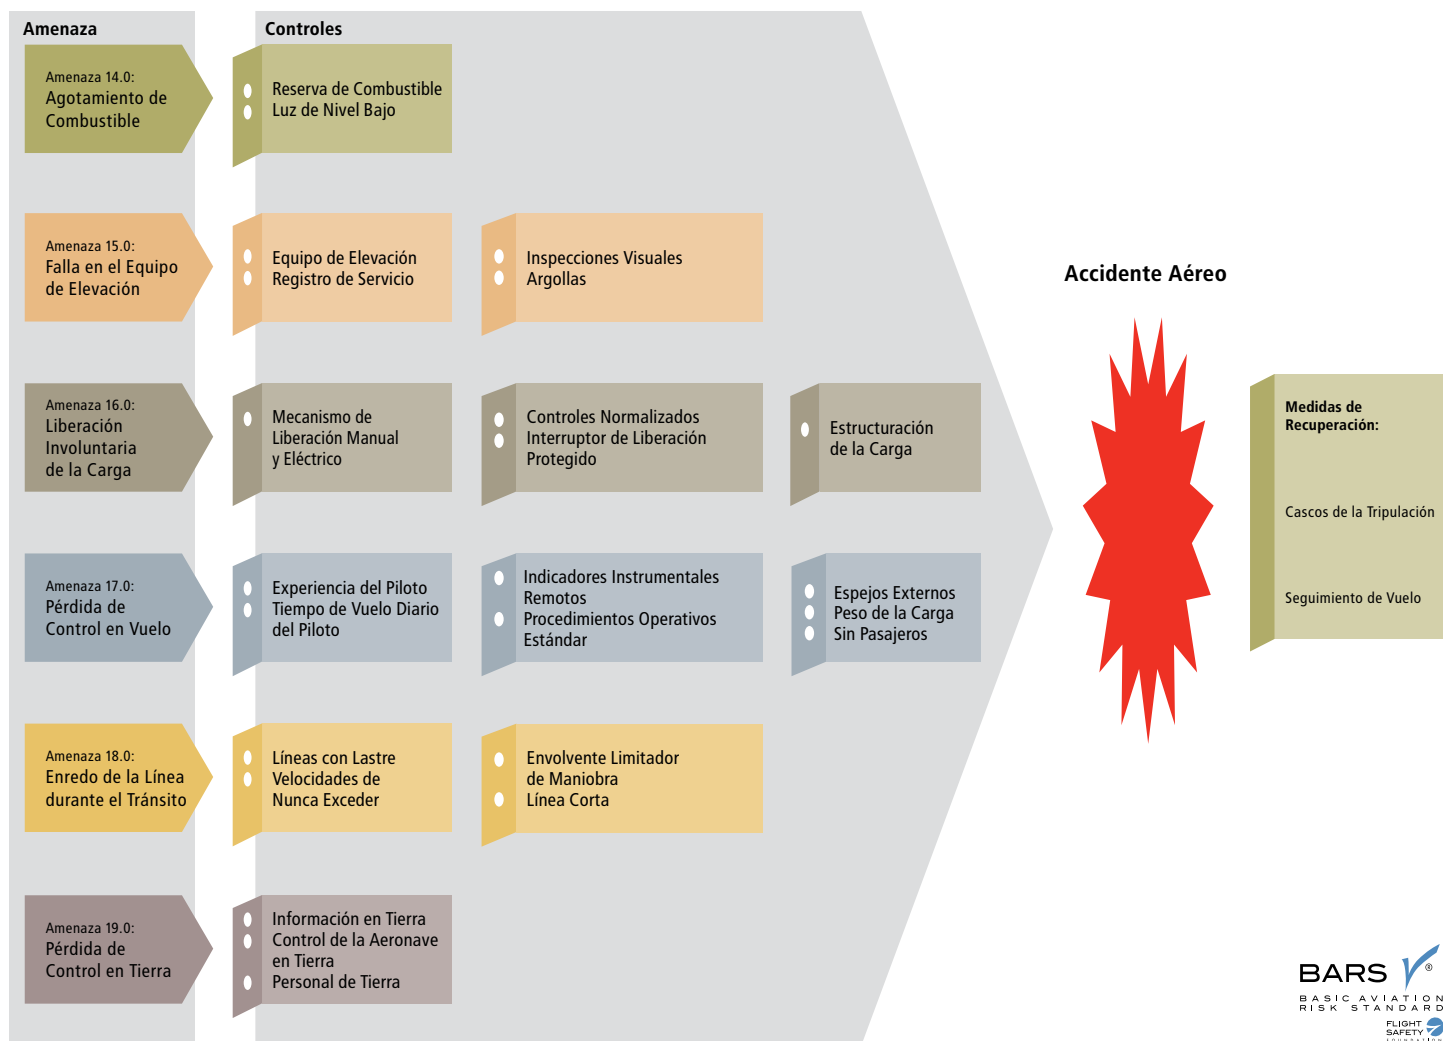 Amenaza
Controles
Amenaza 14.0:
Agotamiento de
Combustible
Reserva de Combustible
Luz de Nivel Bajo
Amenaza 15.0:
Falla en el Equipo
de Elevación
Equipo de Elevación
Registro de Servicio
Inspecciones Visuales
Argollas
Amenaza 16.0:
Liberación
Involuntaria
de la Carga
Mecanismo de
Liberación Manual
y Eléctrico
Controles Normalizados
Interruptor de Liberación
Protegido
Estructuración
de la Carga
Amenaza 17.0:
Pérdida de
Control en Vuelo
Experiencia del Piloto
Tiempo de Vuelo Diario
del Piloto
Indicadores Instrumentales
Remotos
Procedimientos Operativos
Estándar
Espejos Externos
Peso de la Carga
Sin Pasajeros
Amenaza 18.0:
Enredo de la Línea
durante el Tránsito
Líneas con Lastre
Velocidades de
Nunca Exceder
Envolvente Limitador
de Maniobra
Línea Corta
Amenaza 19.0:
Pérdida de
Control en Tierra
Información en Tierra
Control de la Aeronave
en Tierra
Personal de Tierra
Accidente Aéreo
Medidas de
Recuperación:
Cascos de la Tripulación
Seguimiento de Vuelo
BARS ®
BASIC AVIATION
RISK STANDARD
FLIGHT
SAFETY
FOUNDATION